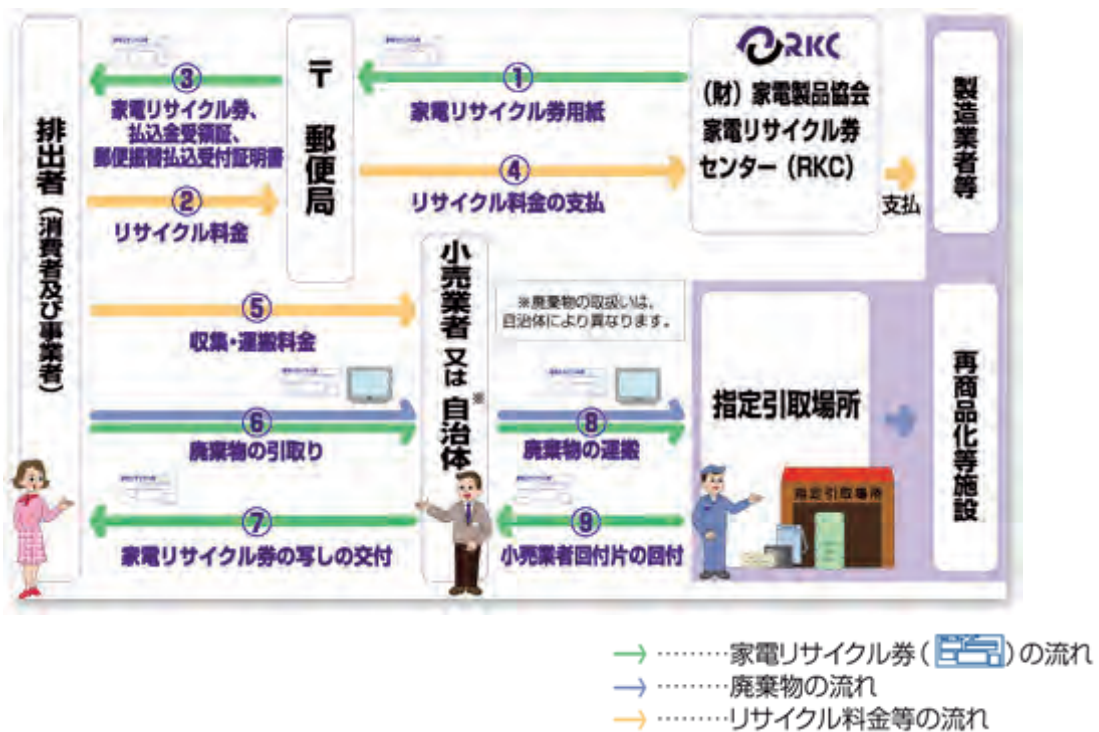 排出者（消費者及び事業者）
③
家電リサイクル券、
払込金受領証、
郵便振替払込受付証明書
②
リサイクル料金
〒 郵便局
①
家電リサイクル券用紙
④
リサイクル料金の支払
RKC
（財）家電製品協会
家電リサイクル券
センター（RKC）
支払
製造業者等
⑤
収集・運搬料金
小売業者 又は 自治体※
※廃棄物の取扱いは、
自治体により異なります。
⑥
廃棄物の引取り
⑧
廃棄物の運搬
指定引取場所
再商品化等施設
指定引取場所
⑦
家電リサイクル券の写しの交付
⑨
小売業者回付片の回付
→ ………家電リサイクル券( )の流れ
→ ………廃棄物の流れ
→ ………リサイクル料金等の流れ